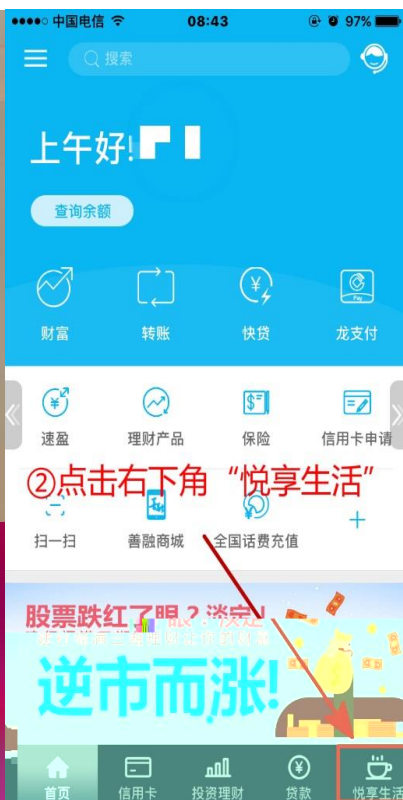 中国电信 08:43 97%
搜索
上午好!
查询余额
财富 转账 快贷 龙支付
速盈 理财产品 保险 信用卡申请
②点击右下角“悦享生活”
扫一扫 善融商城 全国话费充值
股票跌红了眼?淡定!
逆市而涨!
首页 信用卡 投资理财 贷款 悦享生活